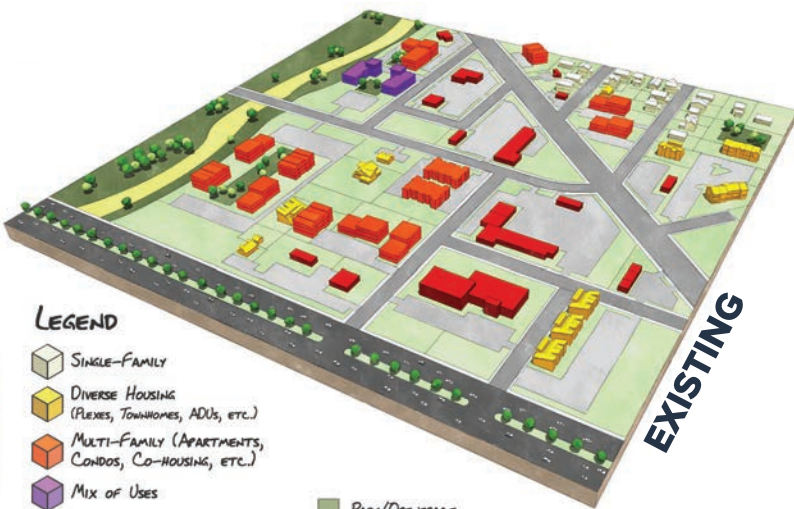 LEGEND
SINGLE-FAMILY
DIVERSE HOUSING
(PLEXES, TOWNHOMES, ADUS, ETC.)
MULTI-FAMILY (APARTMENTS,
CONDOS, CO-HOUSING, ETC.)
MIX OF USES
EXISTING